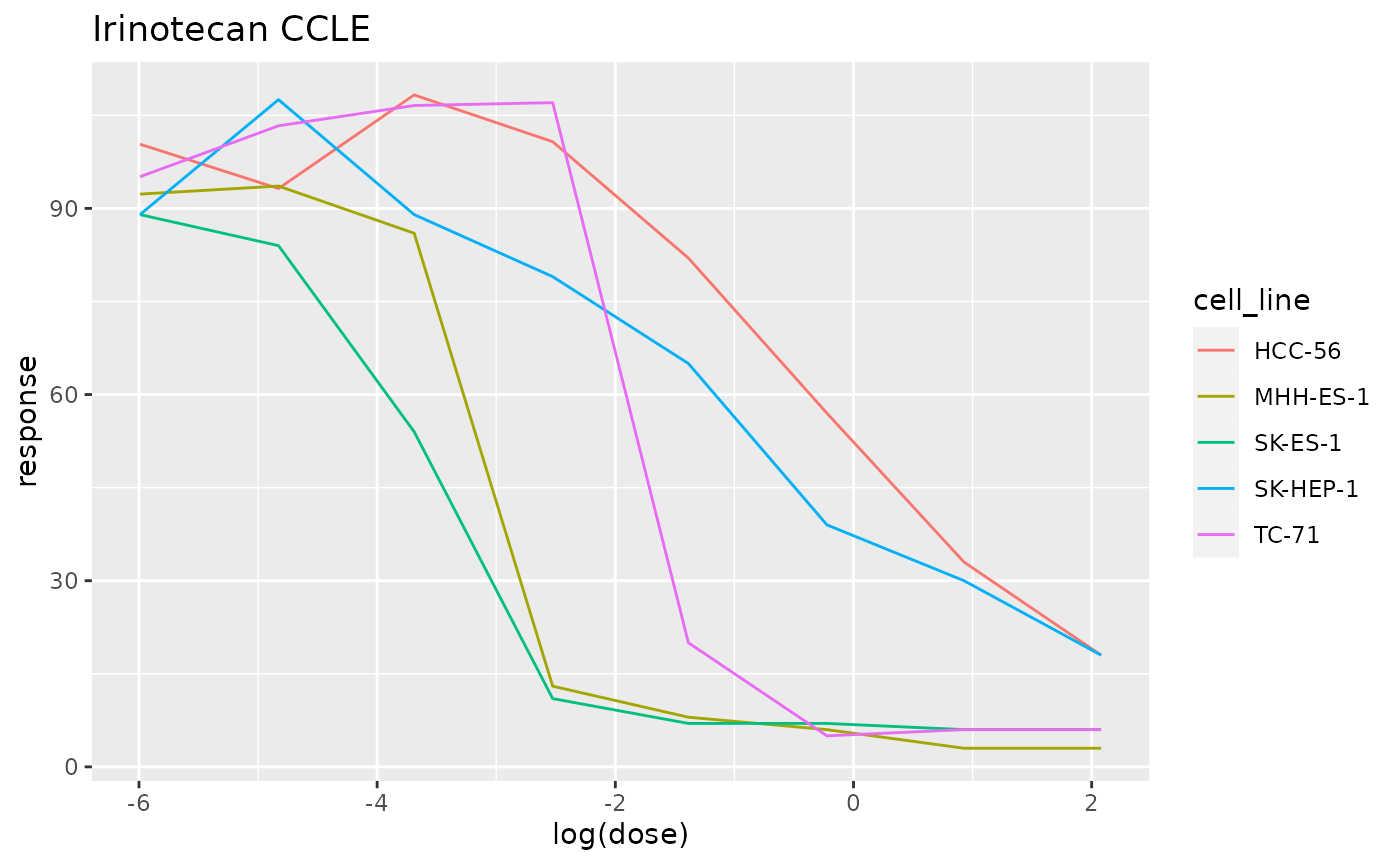 Irinotecan CCLE
response
90
60
30
0
-6
-4
-2
0
2
log(dose)
cell_line
HCC-56
MHH-ES-1
SK-ES-1
SK-HEP-1
TC-71